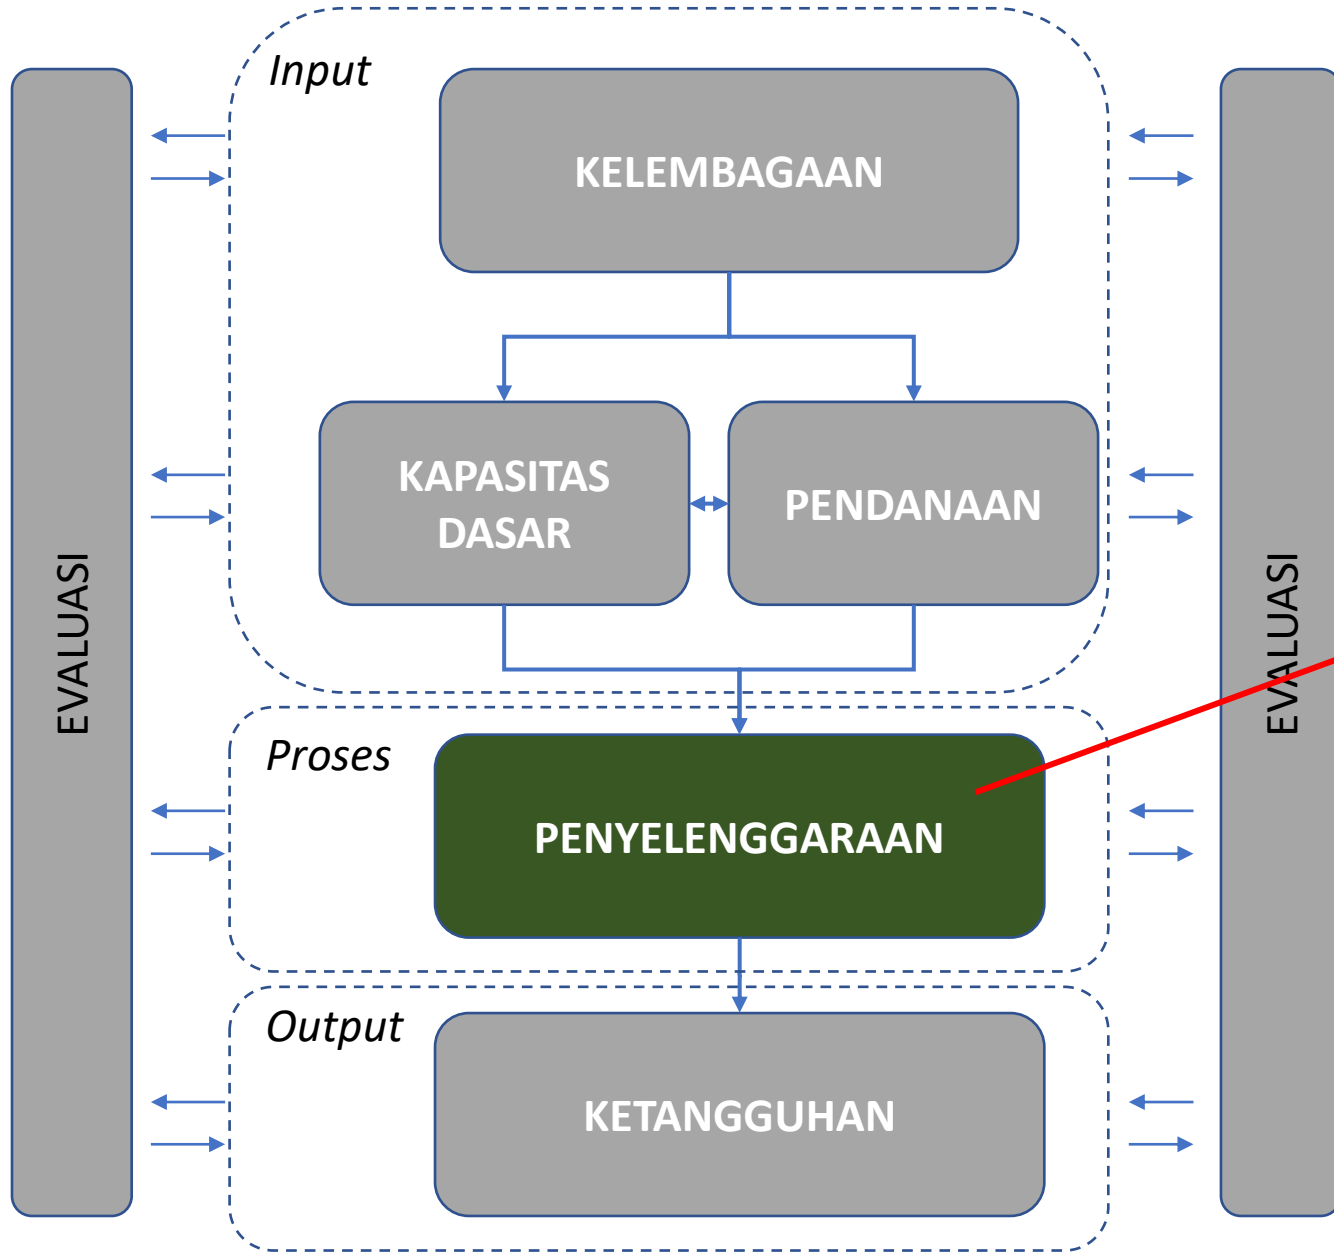 Input
KELEMBAGAAN
KAPASITAS
DASAR
PENDANAAN
EVALUASI
EVALUASI
Proses
PENYELENGGARAAN
Output
KETANGGUHAN